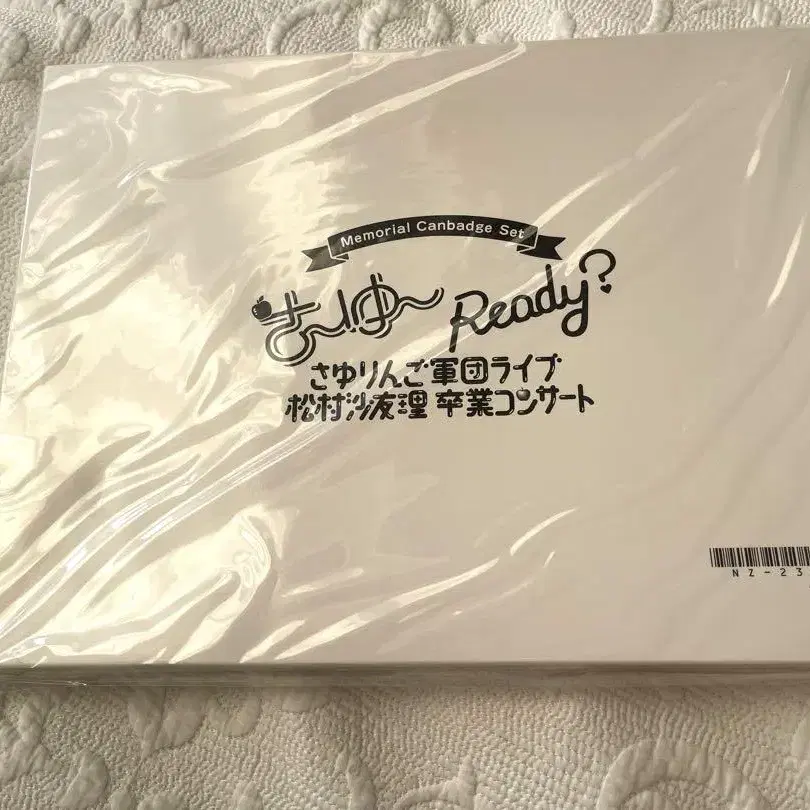 Memorial Canbadge Set
さ〜ゆ〜 Ready?
さゆりんご軍団ライブ
松村沙友理 卒業コンサート
NZ-23